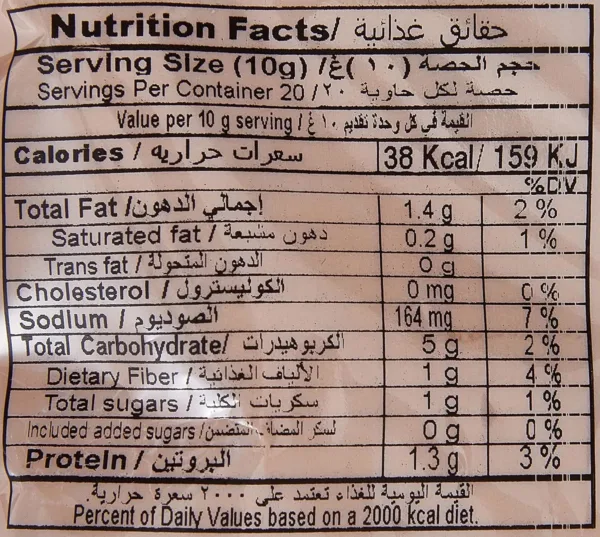 Nutrition Facts/ حقائق غذائية
Serving Size (10g) /حجم الحصة (١٠ )غ
Servings Per Container 20 /٢٠ حصة لكل حاوية
Value per 10 g serving / القيمة في كل وحدة تقديم ١٠ غ
Calories / سعرات حراريه 38 Kcal/ 159 KJ
%DV
Total Fat /إجمالي الدهون 1.4 g 2 %
Saturated fat / دهون مشبعة 0.2 g 1 %
Trans fat / الدهون المتحولة 0 g
Cholesterol / الكوليسترول 0 mg 0 %
Sodium / الصوديوم 164 mg 7 %
Total Carbohydrate/ الكربوهيدرات 5 g 2 %
Dietary Fiber / الألياف الغذائية 1 g 4 %
Total sugars / سكريات الكلية 1 g 1 %
Included added sugars / 0 g 0 %
Protein / البروتين 1.3 g 3 %
القيمة اليومية للغذاء تعتمد على ٢٠٠٠ سعرة حرارية.
Percent of Daily Values based on a 2000 kcal diet.